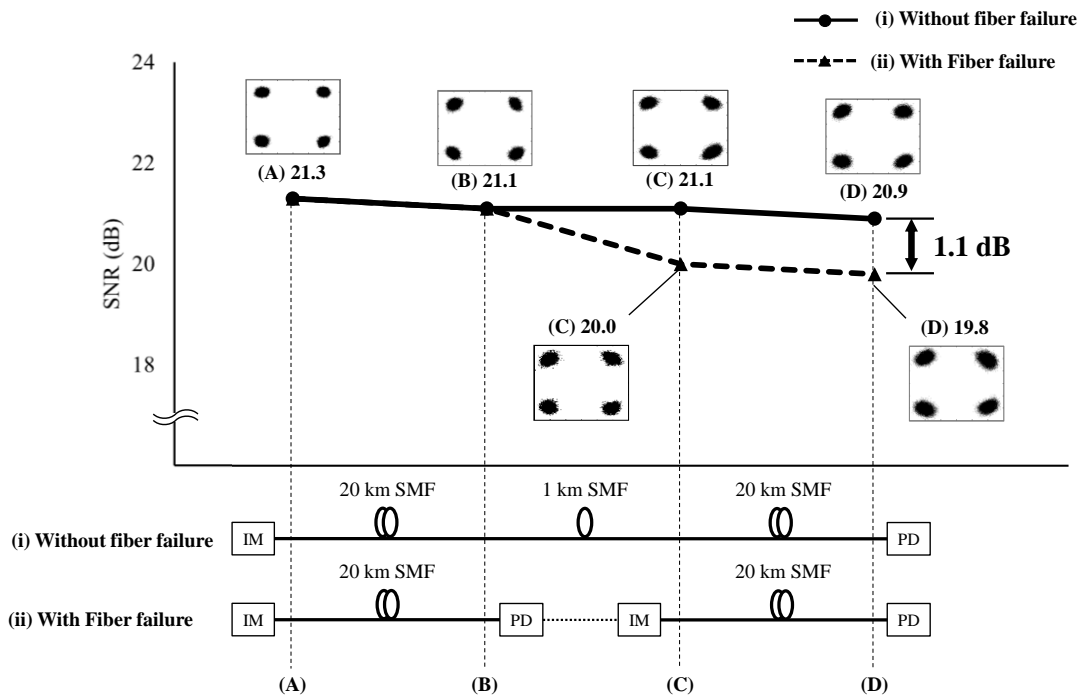 (i) Without fiber failure
(ii) With Fiber failure
24
22
20
18
SNR (dB)
(A) 21.3
(B) 21.1
(C) 21.1
(D) 20.9
1.1 dB
(C) 20.0
(D) 19.8
20 km SMF
1 km SMF
20 km SMF
(i) Without fiber failure
IM
PD
20 km SMF
20 km SMF
(ii) With Fiber failure
IM
PD
IM
PD
(A)
(B)
(C)
(D)